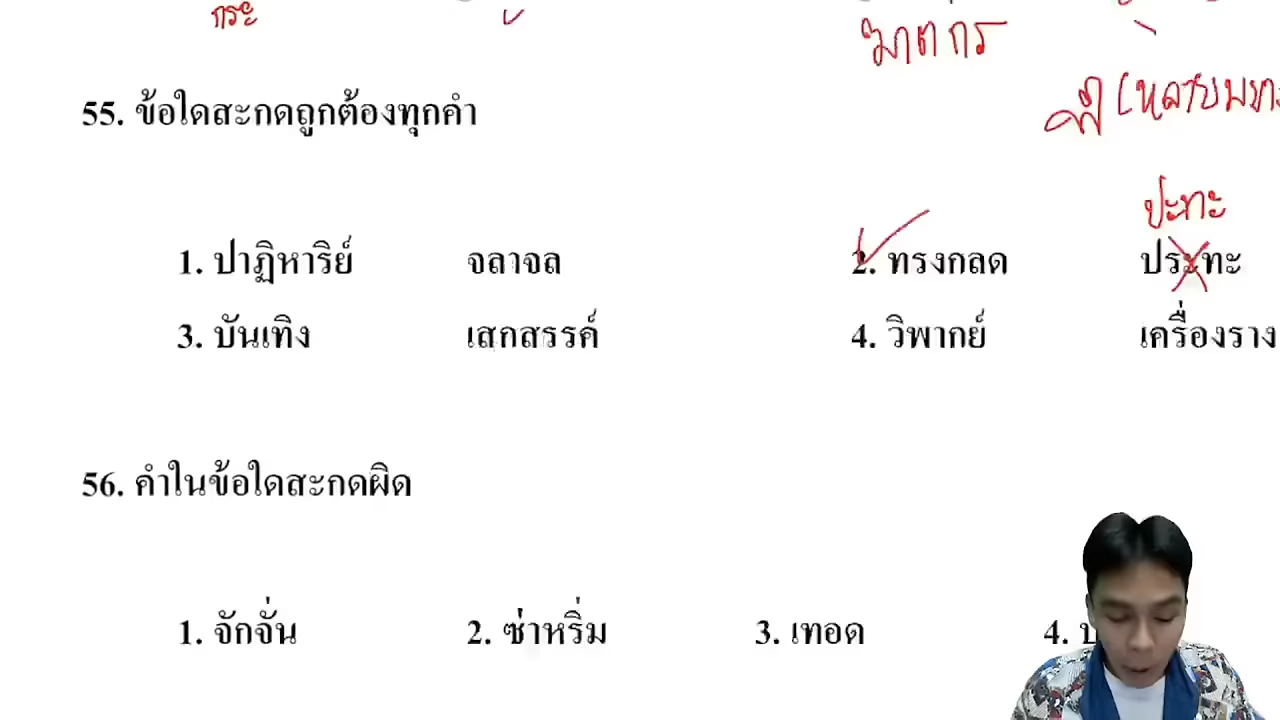 กระ
มาตกร
55. ข้อใดสะกดถูกต้องทุกคำ
ปะทะ
1. ปาฏิหาริย์ จลาจล 2. ทรงกลด ประทะ
3. บันเทิง เสกสรรค์ 4. วิพากย์ เครื่องราง
56. คำในข้อใดสะกดผิด
1. จักจั่น 2. ซ่าหริ่ม 3. เทอด 4.